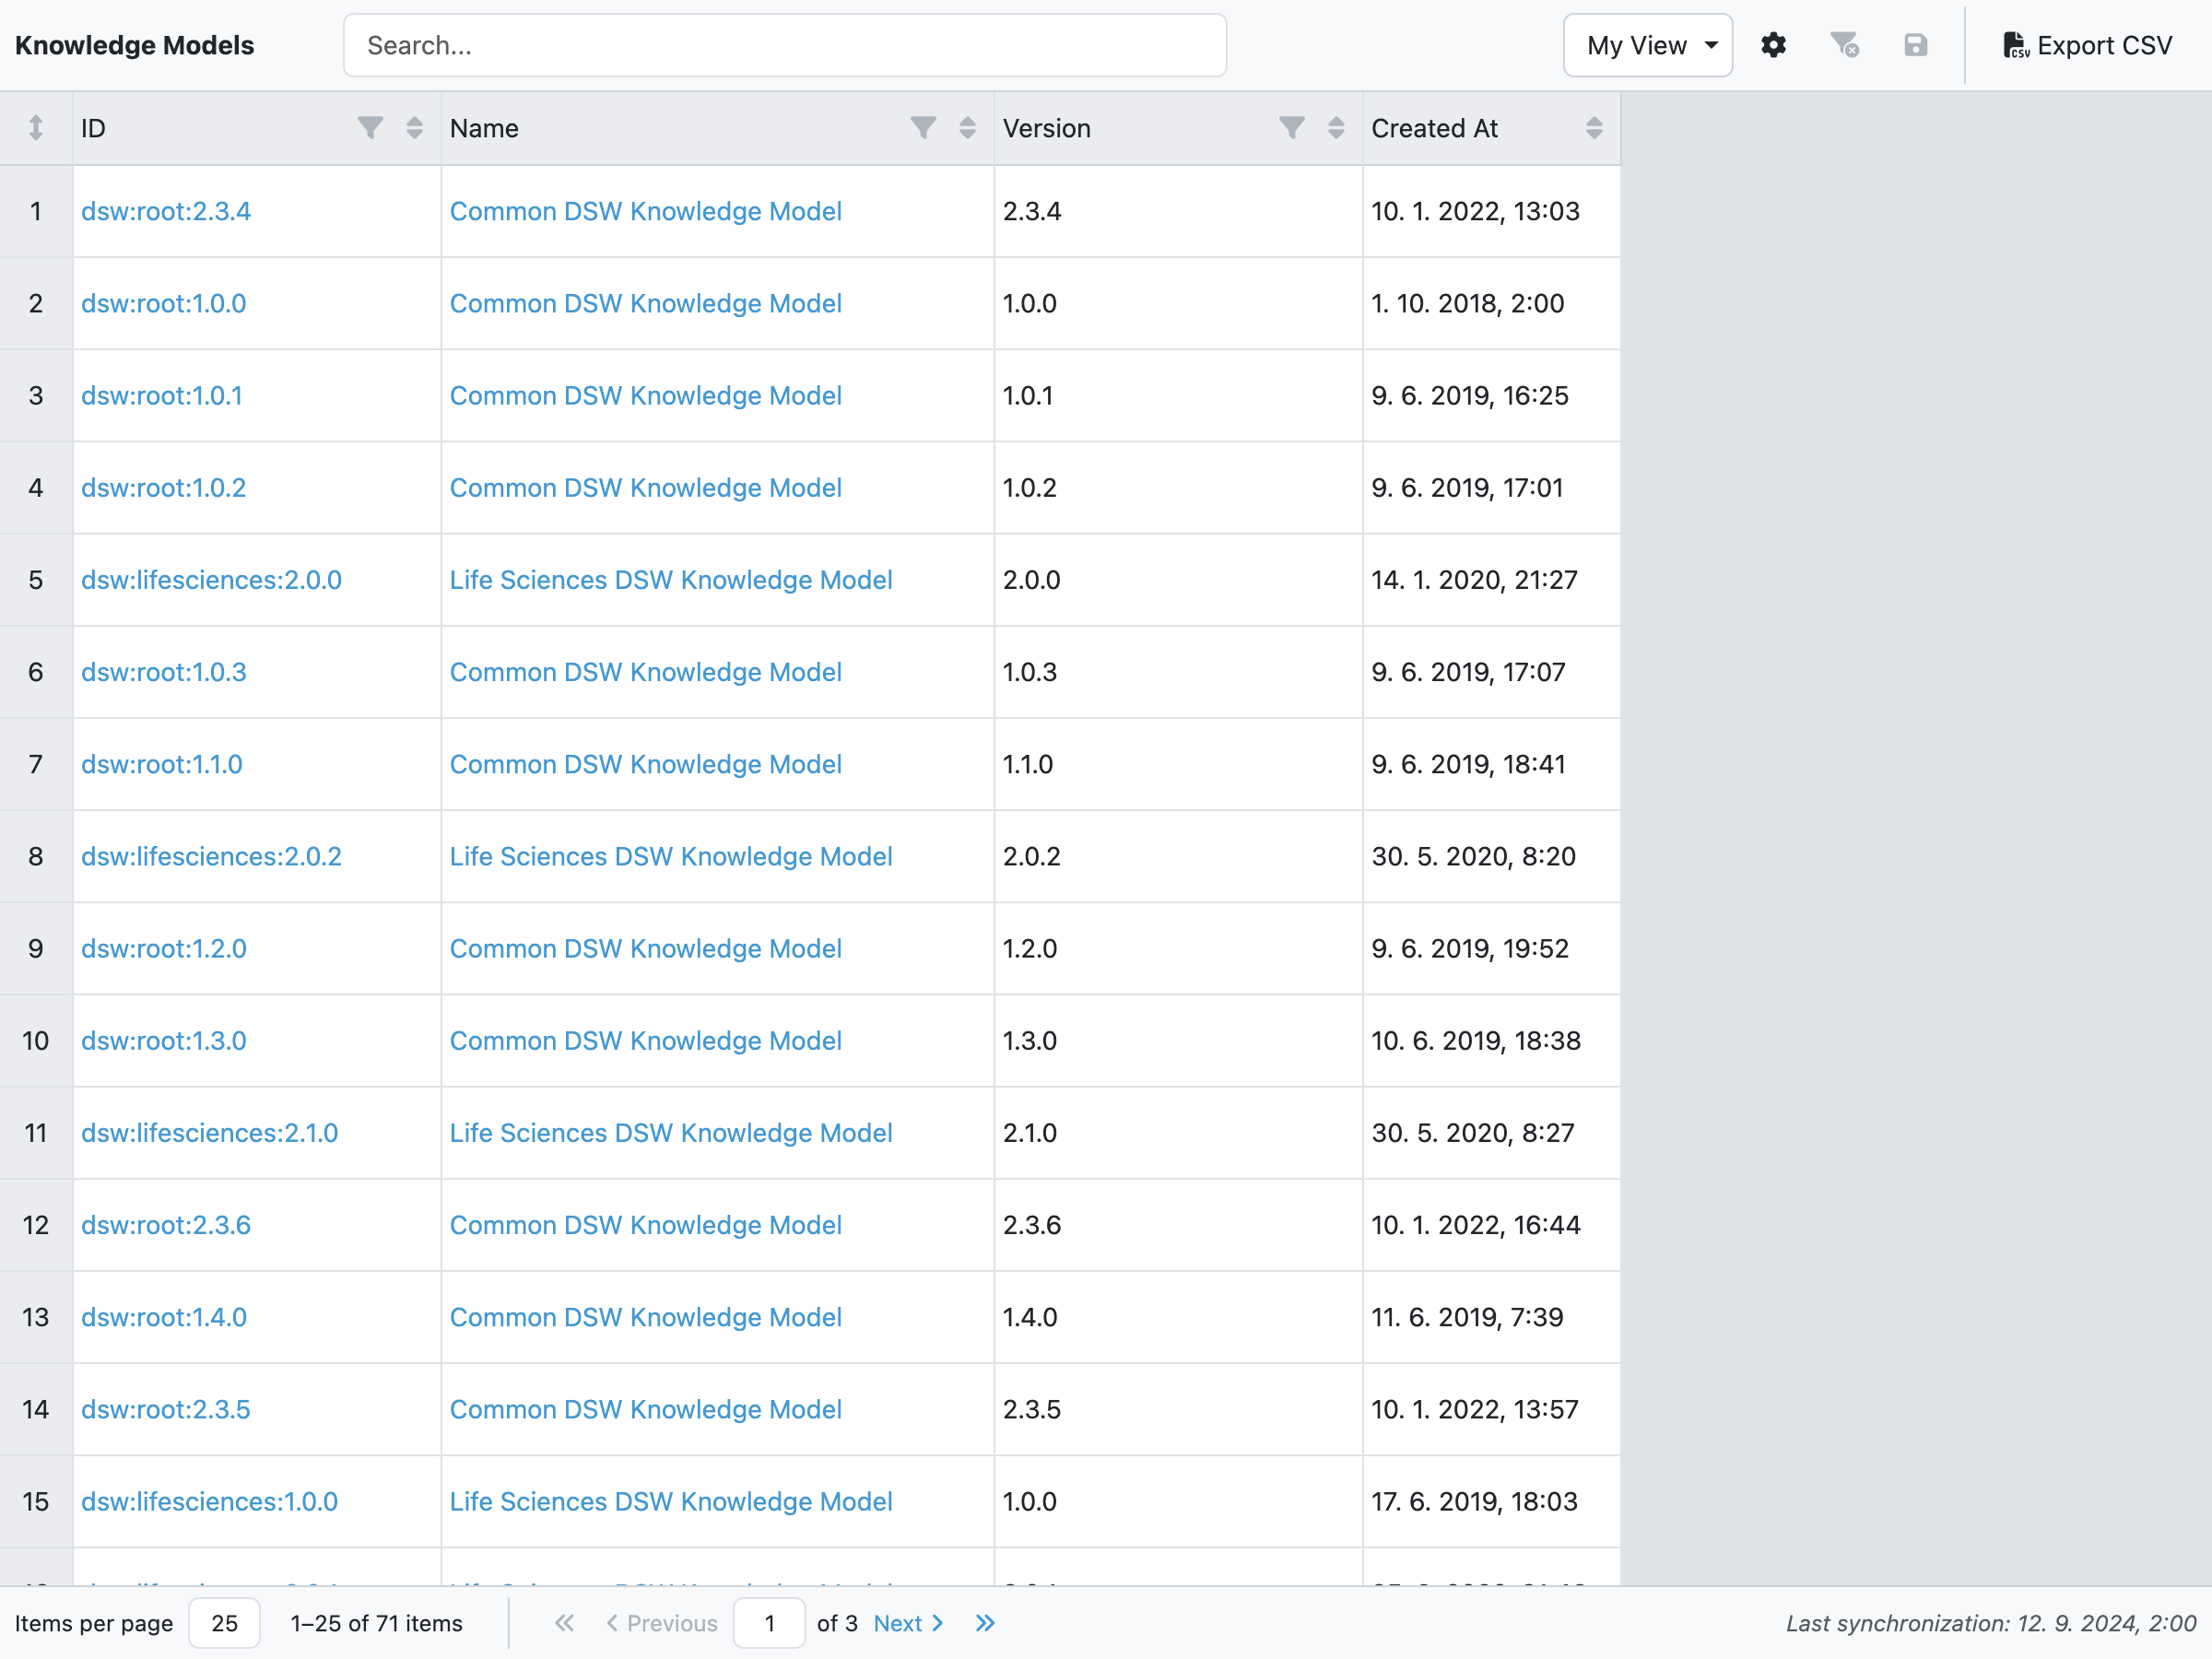 Knowledge Models Search... My View CSV Export CSV
ID Name Version Created At
1 dsw:root:2.3.4 Common DSW Knowledge Model 2.3.4 10. 1. 2022, 13:03
2 dsw:root:1.0.0 Common DSW Knowledge Model 1.0.0 1. 10. 2018, 2:00
3 dsw:root:1.0.1 Common DSW Knowledge Model 1.0.1 9. 6. 2019, 16:25
4 dsw:root:1.0.2 Common DSW Knowledge Model 1.0.2 9. 6. 2019, 17:01
5 dsw:lifesciences:2.0.0 Life Sciences DSW Knowledge Model 2.0.0 14. 1. 2020, 21:27
6 dsw:root:1.0.3 Common DSW Knowledge Model 1.0.3 9. 6. 2019, 17:07
7 dsw:root:1.1.0 Common DSW Knowledge Model 1.1.0 9. 6. 2019, 18:41
8 dsw:lifesciences:2.0.2 Life Sciences DSW Knowledge Model 2.0.2 30. 5. 2020, 8:20
9 dsw:root:1.2.0 Common DSW Knowledge Model 1.2.0 9. 6. 2019, 19:52
10 dsw:root:1.3.0 Common DSW Knowledge Model 1.3.0 10. 6. 2019, 18:38
11 dsw:lifesciences:2.1.0 Life Sciences DSW Knowledge Model 2.1.0 30. 5. 2020, 8:27
12 dsw:root:2.3.6 Common DSW Knowledge Model 2.3.6 10. 1. 2022, 16:44
13 dsw:root:1.4.0 Common DSW Knowledge Model 1.4.0 11. 6. 2019, 7:39
14 dsw:root:2.3.5 Common DSW Knowledge Model 2.3.5 10. 1. 2022, 13:57
15 dsw:lifesciences:1.0.0 Life Sciences DSW Knowledge Model 1.0.0 17. 6. 2019, 18:03
Items per page 25 1–25 of 71 items Previous 1 of 3 Next Last synchronization: 12. 9. 2024, 2:00